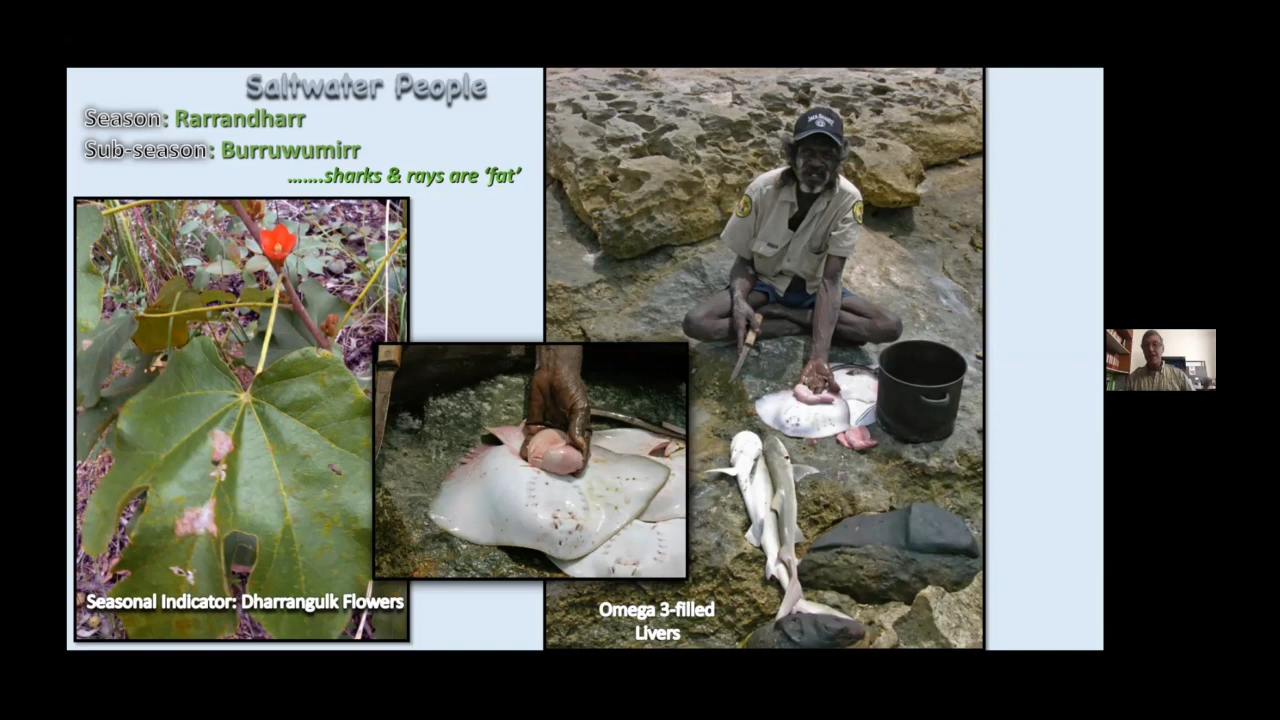 Saltwater People
Season: Rarrandharr
Sub-season: Burruwumirr
.......sharks & rays are ‘fat’
Seasonal Indicator: Dharrangulk Flowers
Omega 3-filled
Livers